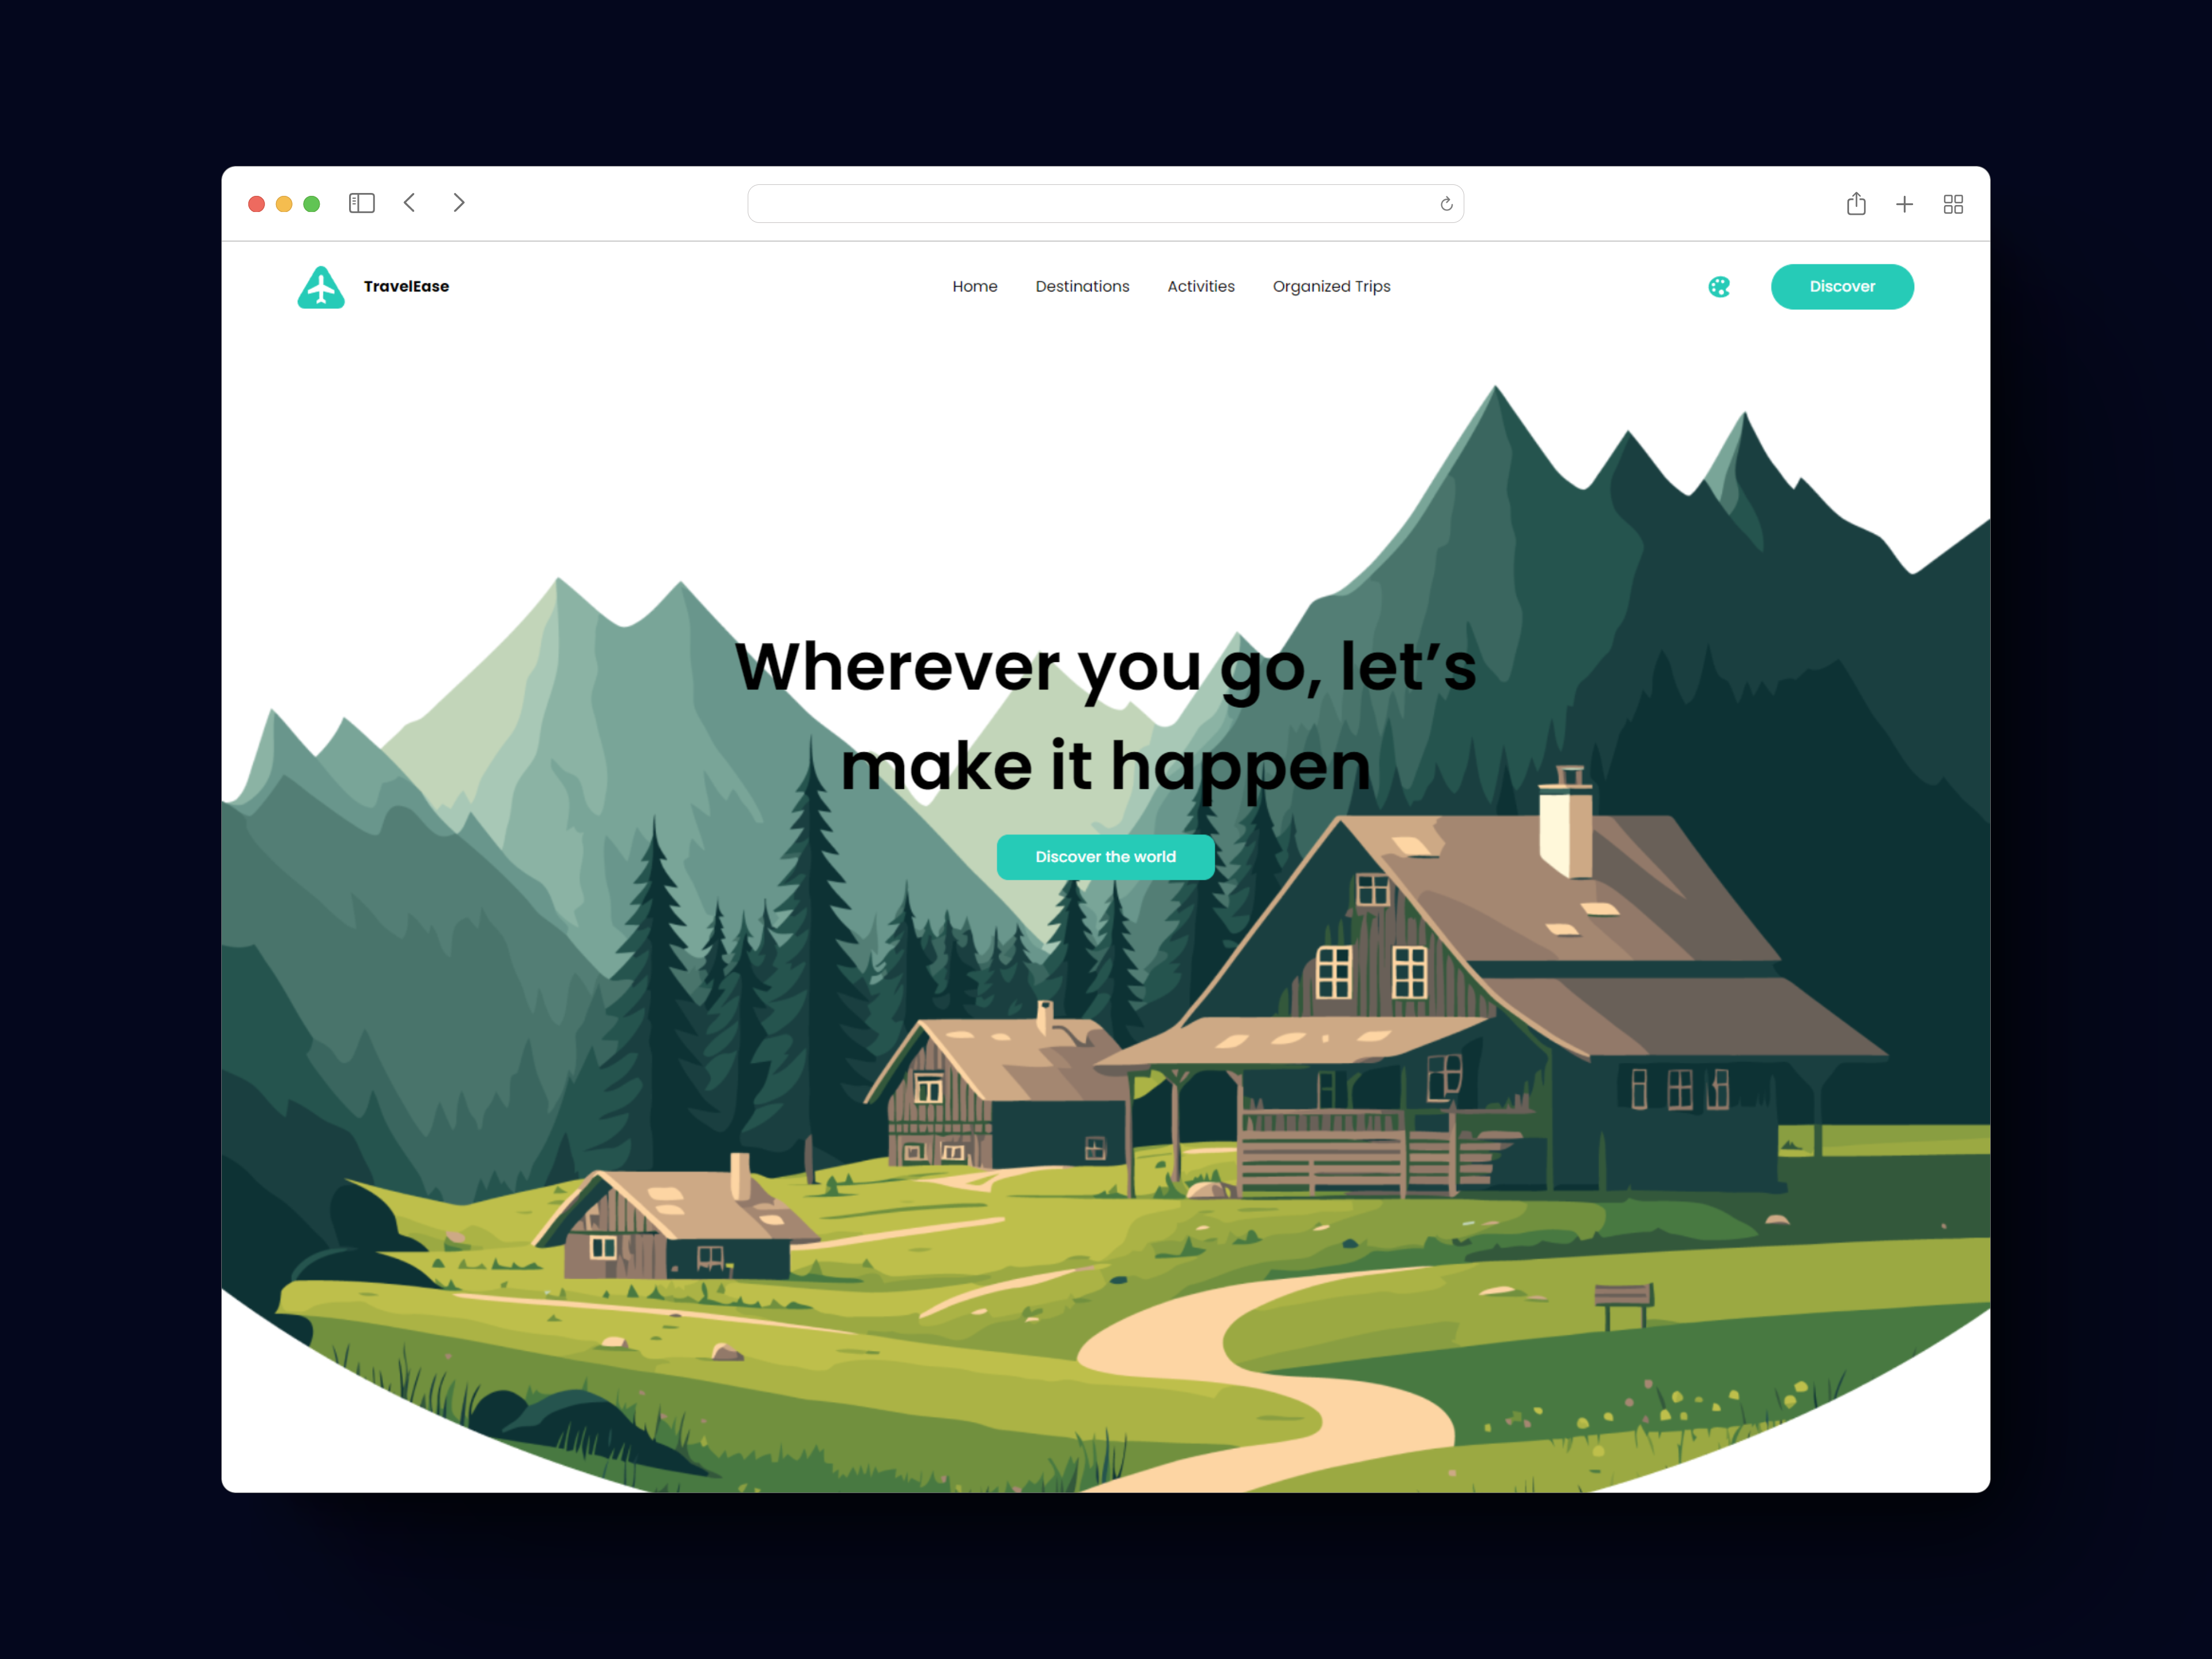 TravelEase
Home
Destinations
Activities
Organized Trips
Discover
Wherever you go, let’s
make it happen
Discover the world